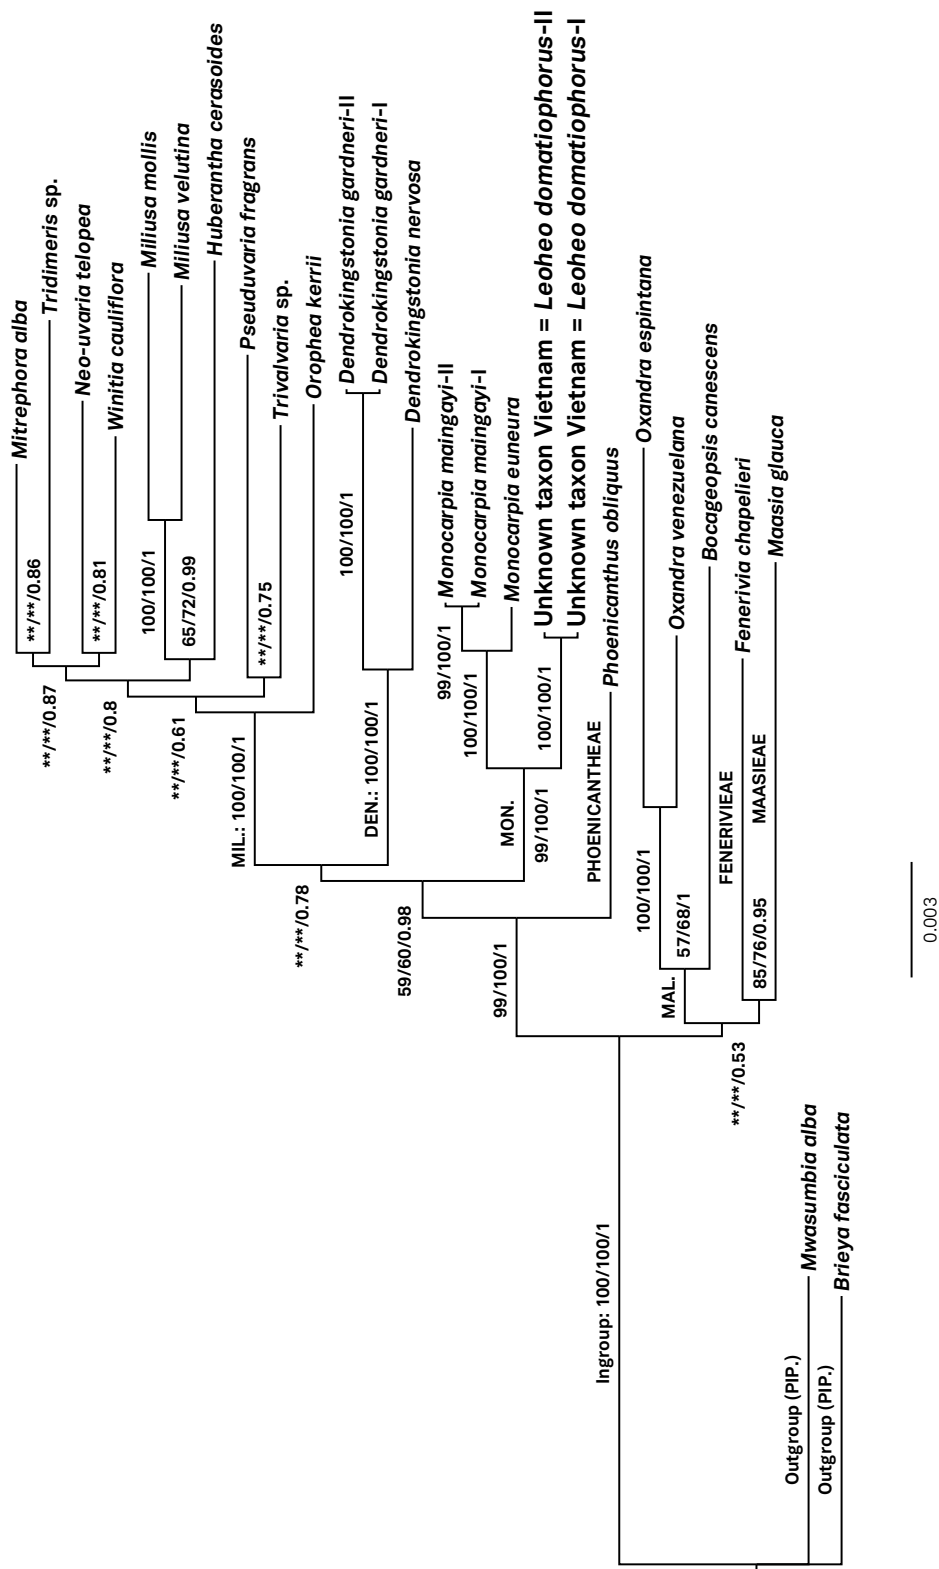 Mitrephora alba
**/**/0.86
Tridimeris sp.
**/**/0.87
Neo-uvaria telopea
**/**/0.81
Winitia cauliflora
**/**/0.8
Miliusa mollis
100/100/1
Miliusa velutina
65/72/0.99
Huberantha cerasoides
**/**/0.61
Pseuduvaria fragrans
**/**/0.75
Trivalvaria sp.
Orophea kerrii
MIL.: 100/100/1
Dendrokingstonia gardneri-II
100/100/1
Dendrokingstonia gardneri-I
DEN.: 100/100/1
Dendrokingstonia nervosa
**/**/0.78
Monocarpia maingayi-II
99/100/1
Monocarpia maingayi-I
100/100/1
Monocarpia euneura
MON.
99/100/1
Unknown taxon Vietnam = Leoheo domatiophorus-II
100/100/1
Unknown taxon Vietnam = Leoheo domatiophorus-I
59/60/0.98
PHOENICANTHEAE
Phoenicanthus obliquus
99/100/1
Oxandra espintana
100/100/1
Oxandra venezuelana
MAL.
57/68/1
Bocageopsis canescens
FENERIVIEAE
Fenerivia chapelieri
85/76/0.95
MAASIEAE
Maasia glauca
**/**/0.53
Ingroup: 100/100/1
Outgroup (PIP.)
Mwasumbia alba
Outgroup (PIP.)
Brieya fasciculata
0.003